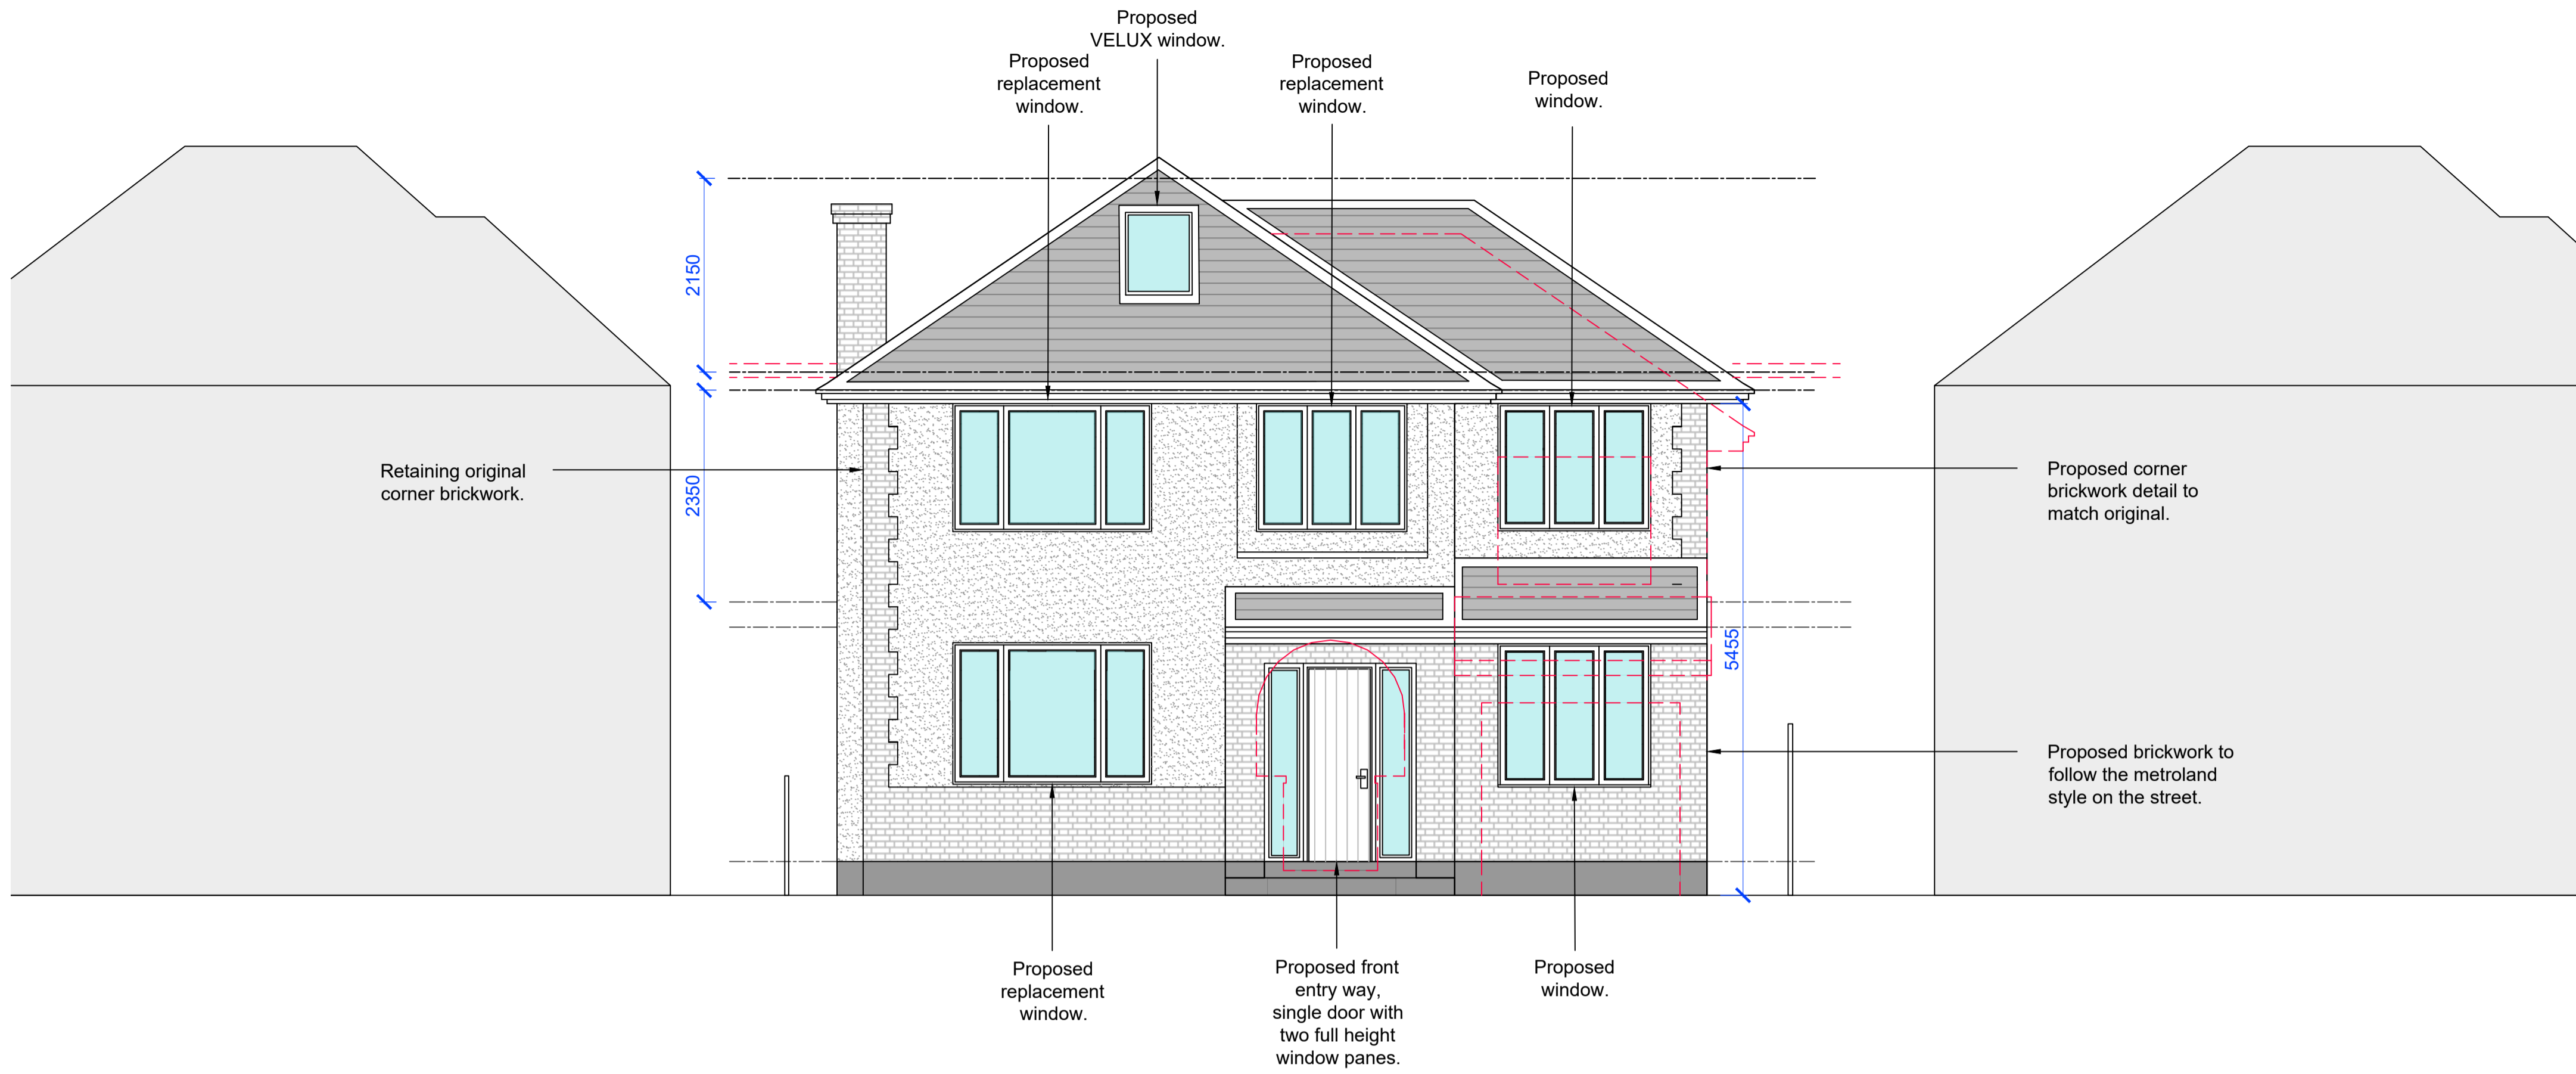 Proposed
VELUX window.
Proposed
replacement
window.
Proposed
replacement
window.
Proposed
window.
2150
2350
5455
Retaining original
corner brickwork.
Proposed corner
brickwork detail to
match original.
Proposed brickwork to
follow the metroland
style on the street.
Proposed
replacement
window.
Proposed front
entry way,
single door with
two full height
window panes.
Proposed
window.